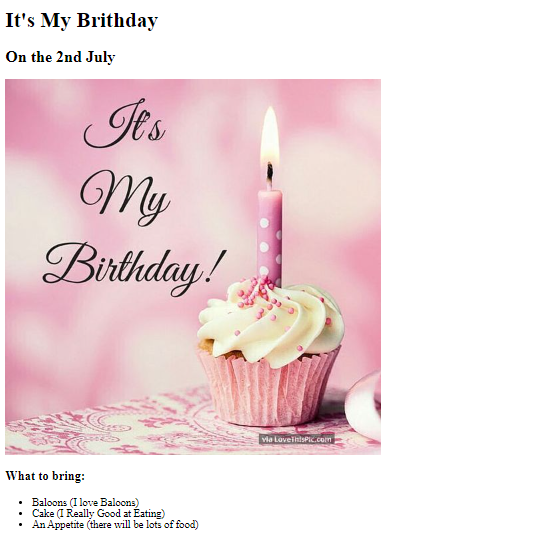 It's My Brithday
On the 2nd July
It's
My
Birthday!
via LoveThisPic.com
What to bring:
Baloons (I love Baloons)
Cake (I Really Good at Eating)
An Appetite (there will be lots of food)